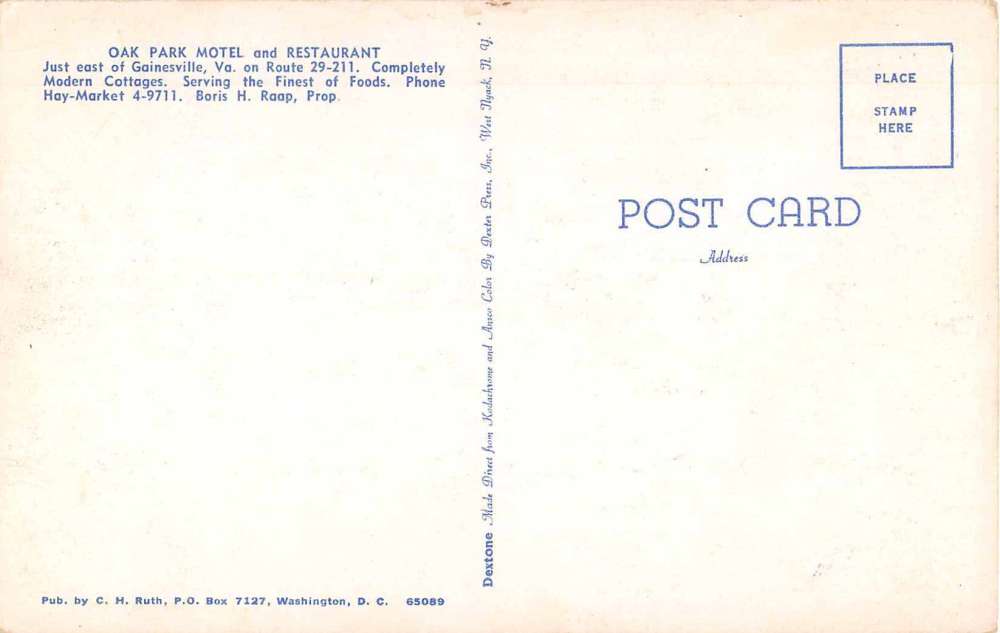 OAK PARK MOTEL and RESTAURANT
Just east of Gainesville, Va. on Route 29-211. Completely
Modern Cottages. Serving the Finest of Foods. Phone
Hay-Market 4-9711. Boris H. Raap, Prop.
Pub. by C. H. Ruth, P.O. Box 7127, Washington, D. C. 65089
Dextone Made Direct from Kodachrome and Ansco Color By Dexter Press, Inc., West Nyack, N. Y.
PLACE
STAMP
HERE
POST CARD
Address